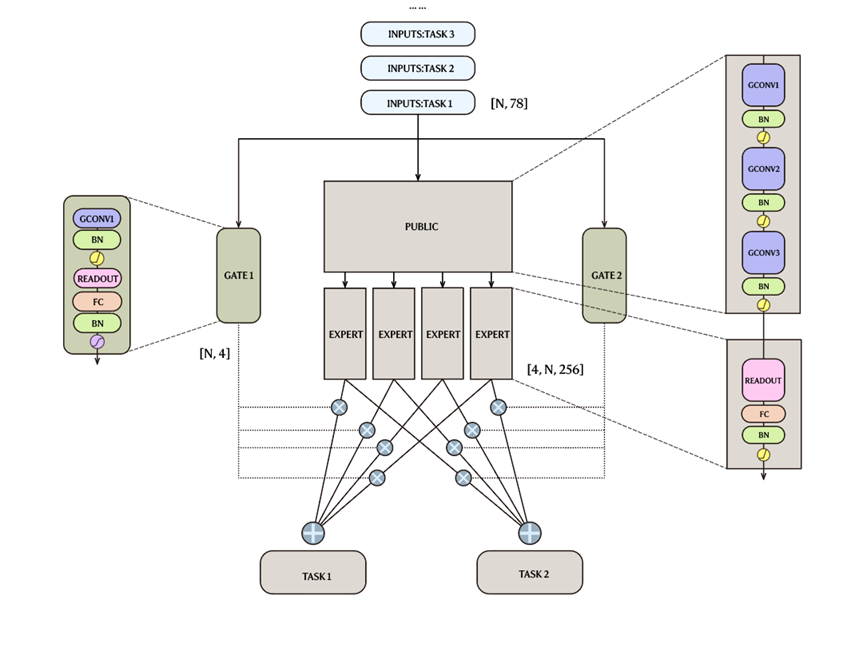 ... ...
INPUTS:TASK 3
INPUTS:TASK 2
INPUTS:TASK 1
[N, 78]
PUBLIC
GATE 1
GATE 2
EXPERT
EXPERT
EXPERT
EXPERT
[N, 4]
[4, N, 256]
TASK 1
TASK 2
GCONV1
BN
READOUT
FC
BN
GCONV1
BN
GCONV2
BN
GCONV3
BN
READOUT
FC
BN